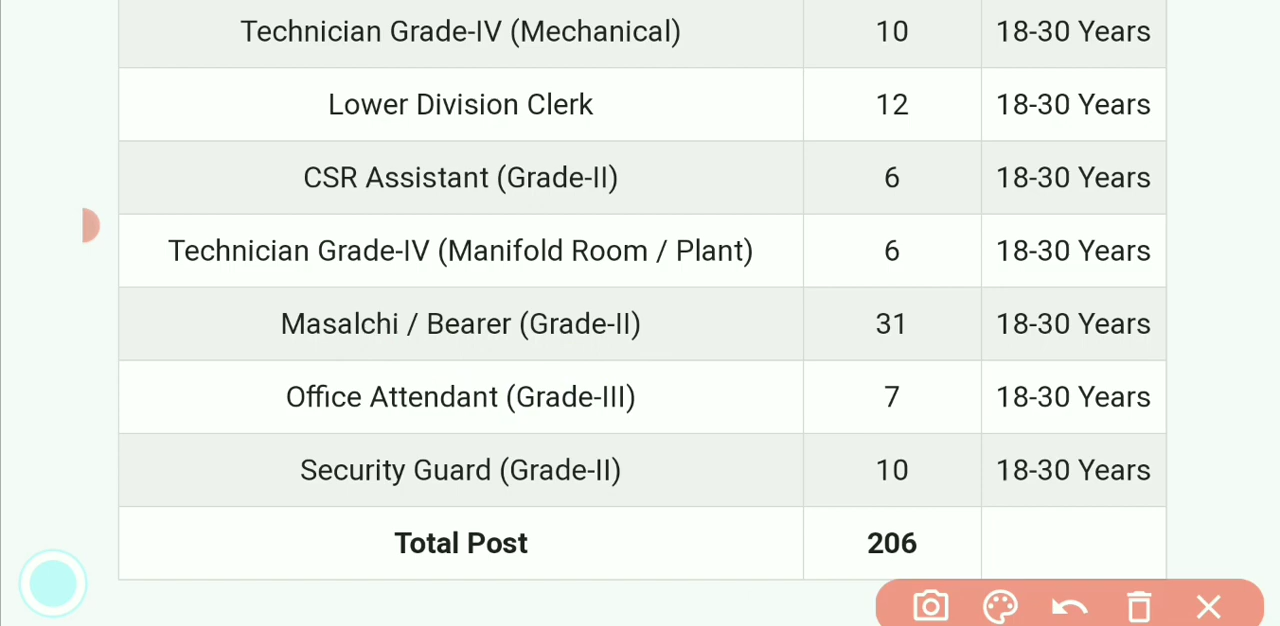 Technician Grade-IV (Mechanical) 10 18-30 Years
Lower Division Clerk 12 18-30 Years
CSR Assistant (Grade-II) 6 18-30 Years
Technician Grade-IV (Manifold Room / Plant) 6 18-30 Years
Masalchi / Bearer (Grade-II) 31 18-30 Years
Office Attendant (Grade-III) 7 18-30 Years
Security Guard (Grade-II) 10 18-30 Years
Total Post 206